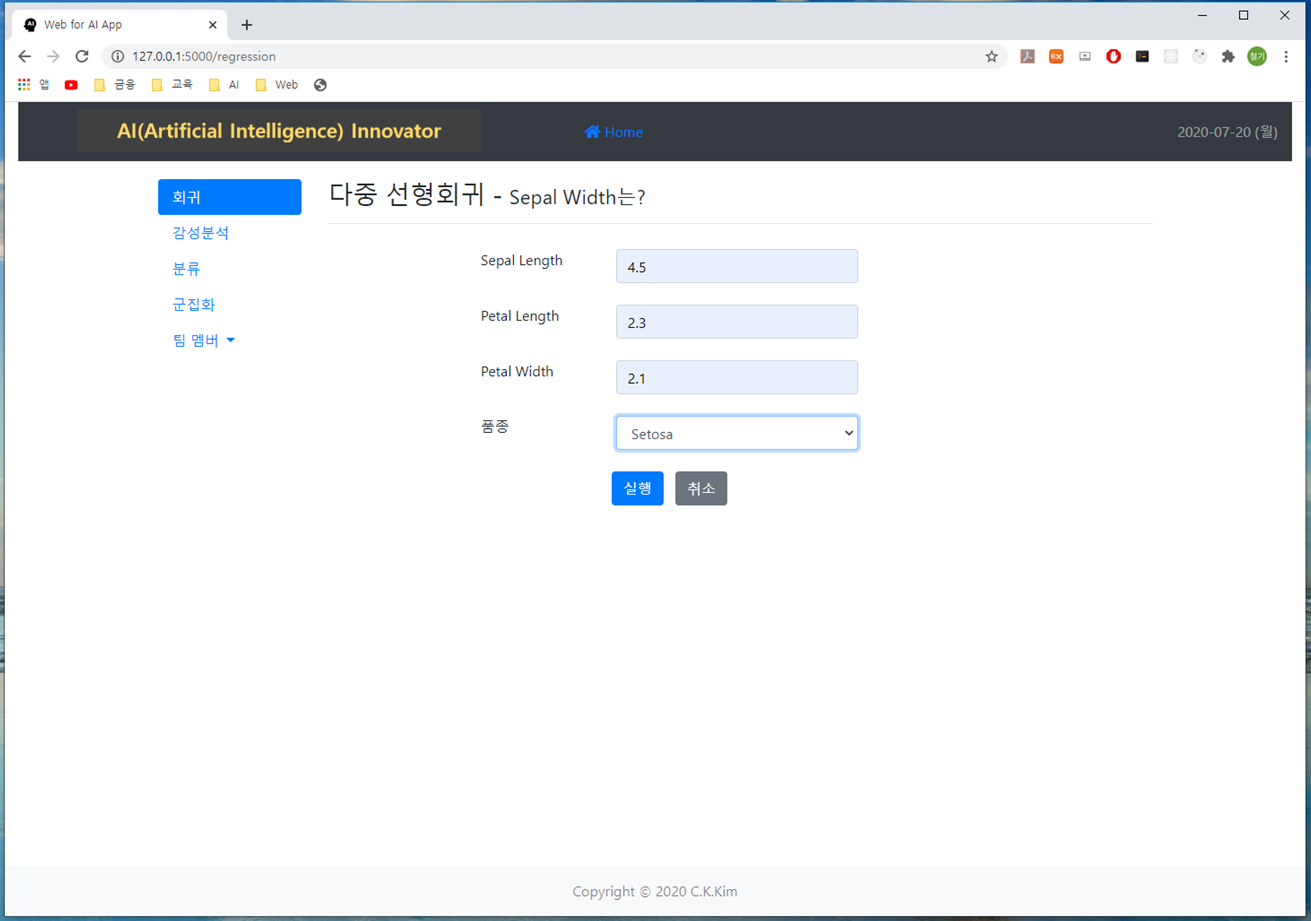 Web for AI App
127.0.0.1:5000/regression
철기
앱 금융 교육 AI Web
AI(Artificial Intelligence) Innovator Home 2020-07-20 (월)
회귀
감성분석
분류
군집화
팀 멤버
다중 선형회귀 - Sepal Width는?
Sepal Length 4.5
Petal Length 2.3
Petal Width 2.1
품종 Setosa
실행 취소
Copyright © 2020 C.K.Kim